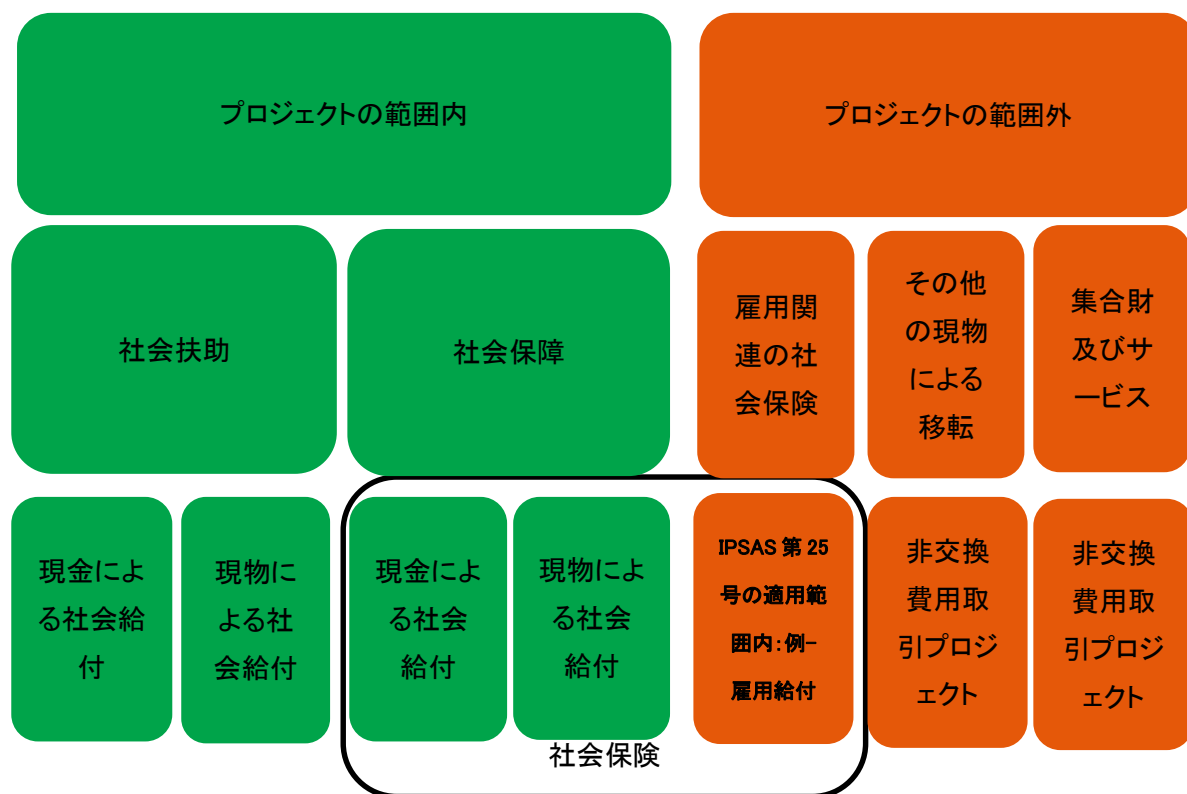 プロジェクトの範囲内
プロジェクトの範囲外
社会扶助
社会保障
雇用関
連の社
会保険
その他
の現物
による
移転
集合財
及びサ
ービス
現金によ
る社会給
付
現物に
よる社
会給付
現金によ
る社会
給付
現物によ
る社会
給付
IPSAS 第 25
号の適用範
囲内：例−
雇用給付
非交換
費用取
引プロジ
ェクト
非交換
費用取
引プロジ
ェクト
社会保険